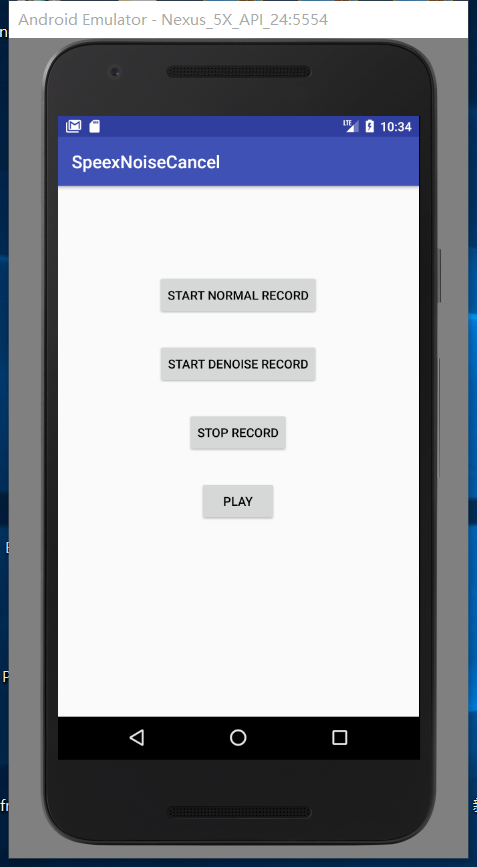 Android Emulator - Nexus_5X_API_24:5554
LTE 10:34
SpeexNoiseCancel
START NORMAL RECORD
START DENOISE RECORD
STOP RECORD
PLAY